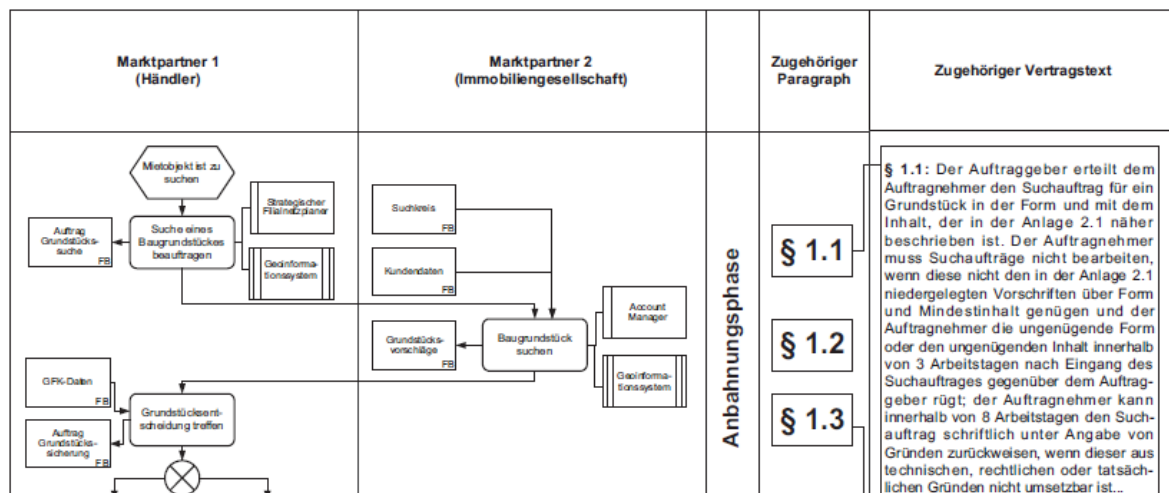 Marktpartner 1
(Händler)
Marktpartner 2
(Immobiliengesellschaft)
Zugehöriger
Paragraph
Zugehöriger Vertragstext
Mietobjekt ist zu
suchen
Auftrag
Grundstücks-
suche
FB
Suche eines
Baugrundstückes
beauftragen
Strategischer
Filialnetzplaner
Geoinforma-
tionssystem
Suchkreis
FB
Kundendaten
FB
Grundstücks-
vorschläge
FB
Baugrundstück
suchen
Account
Manager
Geoinforma-
tionssystem
GFK-Daten
FB
Auftrag
Grundstücks-
sicherung
FB
Grundstücksent-
scheidung treffen
Anbahnungsphase
§ 1.1
§ 1.2
§ 1.3
§ 1.1: Der Auftraggeber erteilt dem
Auftragnehmer den Suchauftrag für ein
Grundstück in der Form und mit dem
Inhalt, der in der Anlage 2.1 näher
beschrieben ist. Der Auftragnehmer
muss Suchaufträge nicht bearbeiten,
wenn diese nicht den in der Anlage 2.1
niedergelegten Vorschriften über Form
und Mindestinhalt genügen und der
Auftragnehmer die ungenügende Form
oder den ungenügenden Inhalt innerhalb
von 3 Arbeitstagen nach Eingang des
Suchauftrages gegenüber dem Auftrag-
geber rügt; der Auftragnehmer kann
innerhalb von 8 Arbeitstagen den Such-
auftrag schriftlich unter Angabe von
Gründen zurückweisen, wenn dieser aus
technischen, rechtlichen oder tatsäch-
lichen Gründen nicht umsetzbar ist...